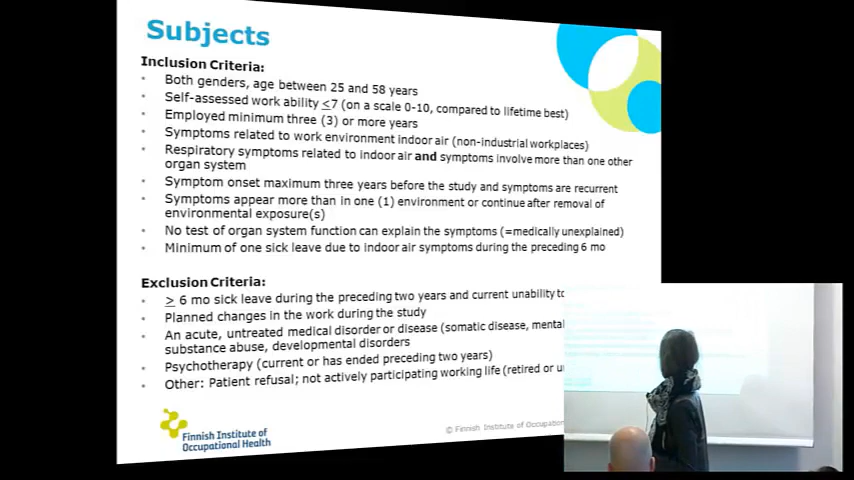 Subjects
Inclusion Criteria:
Both genders, age between 25 and 58 years
Self-assessed work ability ≤7 (on a scale 0-10, compared to lifetime best)
Employed minimum three (3) or more years
Symptoms related to work environment indoor air (non-industrial workplaces)
Respiratory symptoms related to indoor air and symptoms involve more than one other
organ system
Symptom onset maximum three years before the study and symptoms are recurrent
Symptoms appear more than in one (1) environment or continue after removal of
environmental exposure(s)
No test of organ system function can explain the symptoms (=medically unexplained)
Minimum of one sick leave due to indoor air symptoms during the preceding 6 mo
Exclusion Criteria:
≥ 6 mo sick leave during the preceding two years and current unability to
Planned changes in the work during the study
An acute, untreated medical disorder or disease (somatic disease, mental
substance abuse, developmental disorders
Psychotherapy (current or has ended preceding two years)
Other: Patient refusal; not actively participating working life (retired or u
Finnish Institute of
Occupational Health
© Finnish Institute of Occupation